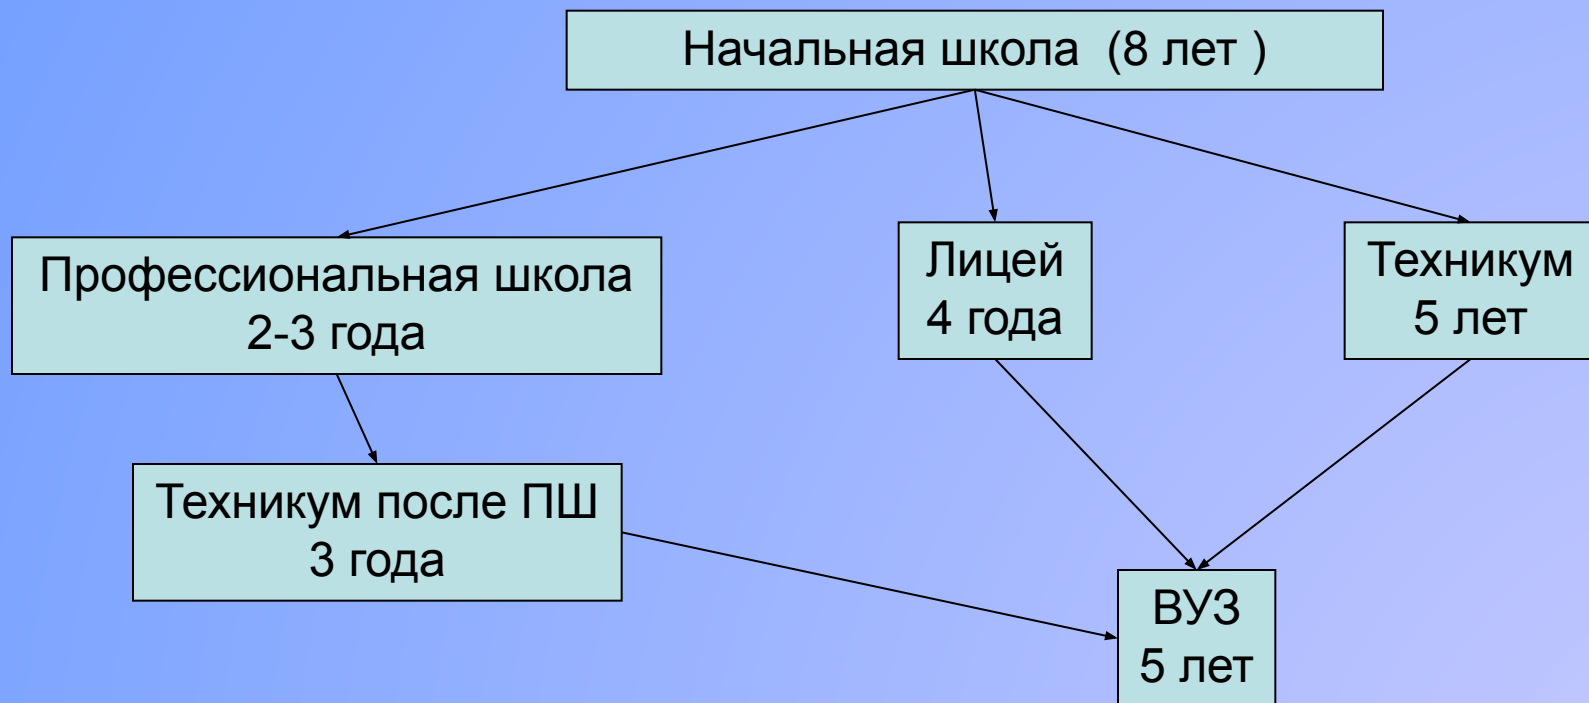 Начальная школа (8 лет )
Профессиональная школа
2-3 года
Лицей
4 года
Техникум
5 лет
Техникум после ПШ
3 года
ВУЗ
5 лет